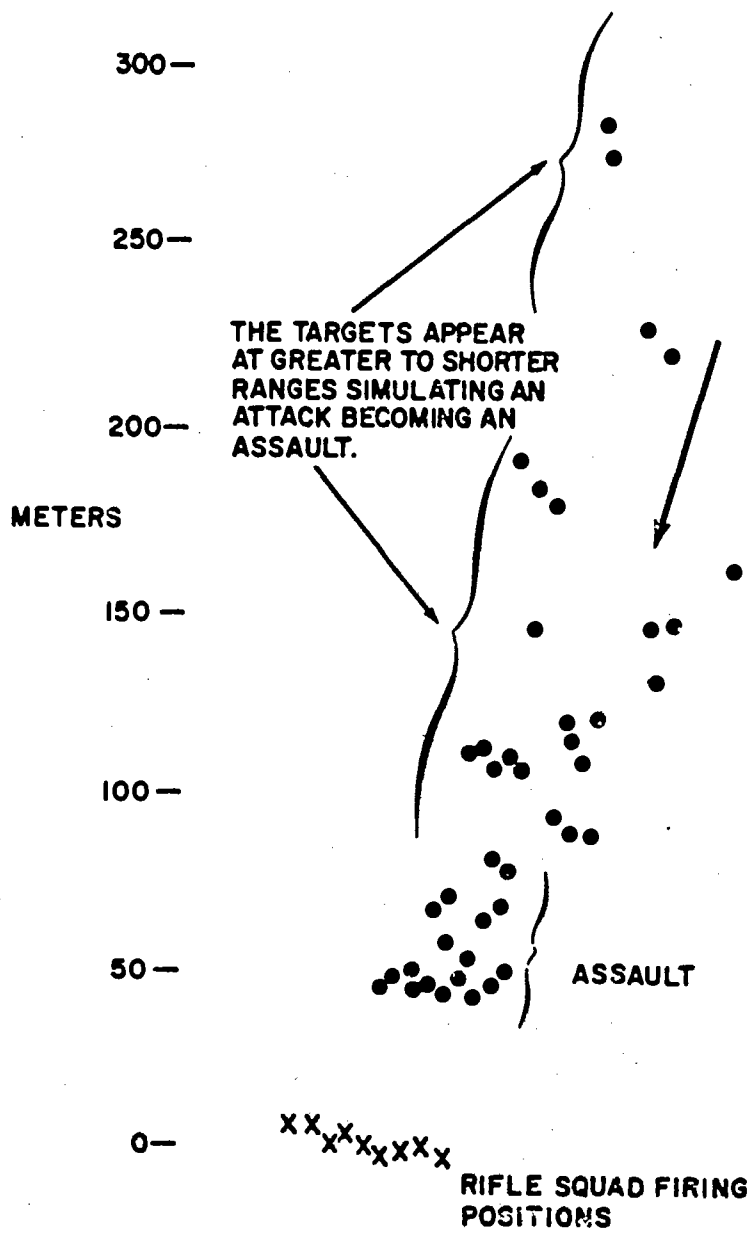 300—
250—
THE TARGETS APPEAR
AT GREATER TO SHORTER
RANGES SIMULATING AN
ATTACK BECOMING AN
ASSAULT.
200—
METERS
150 —
100 —
50 —
ASSAULT
0—
X X X X X X X X X
RIFLE SQUAD FIRING
POSITIONS